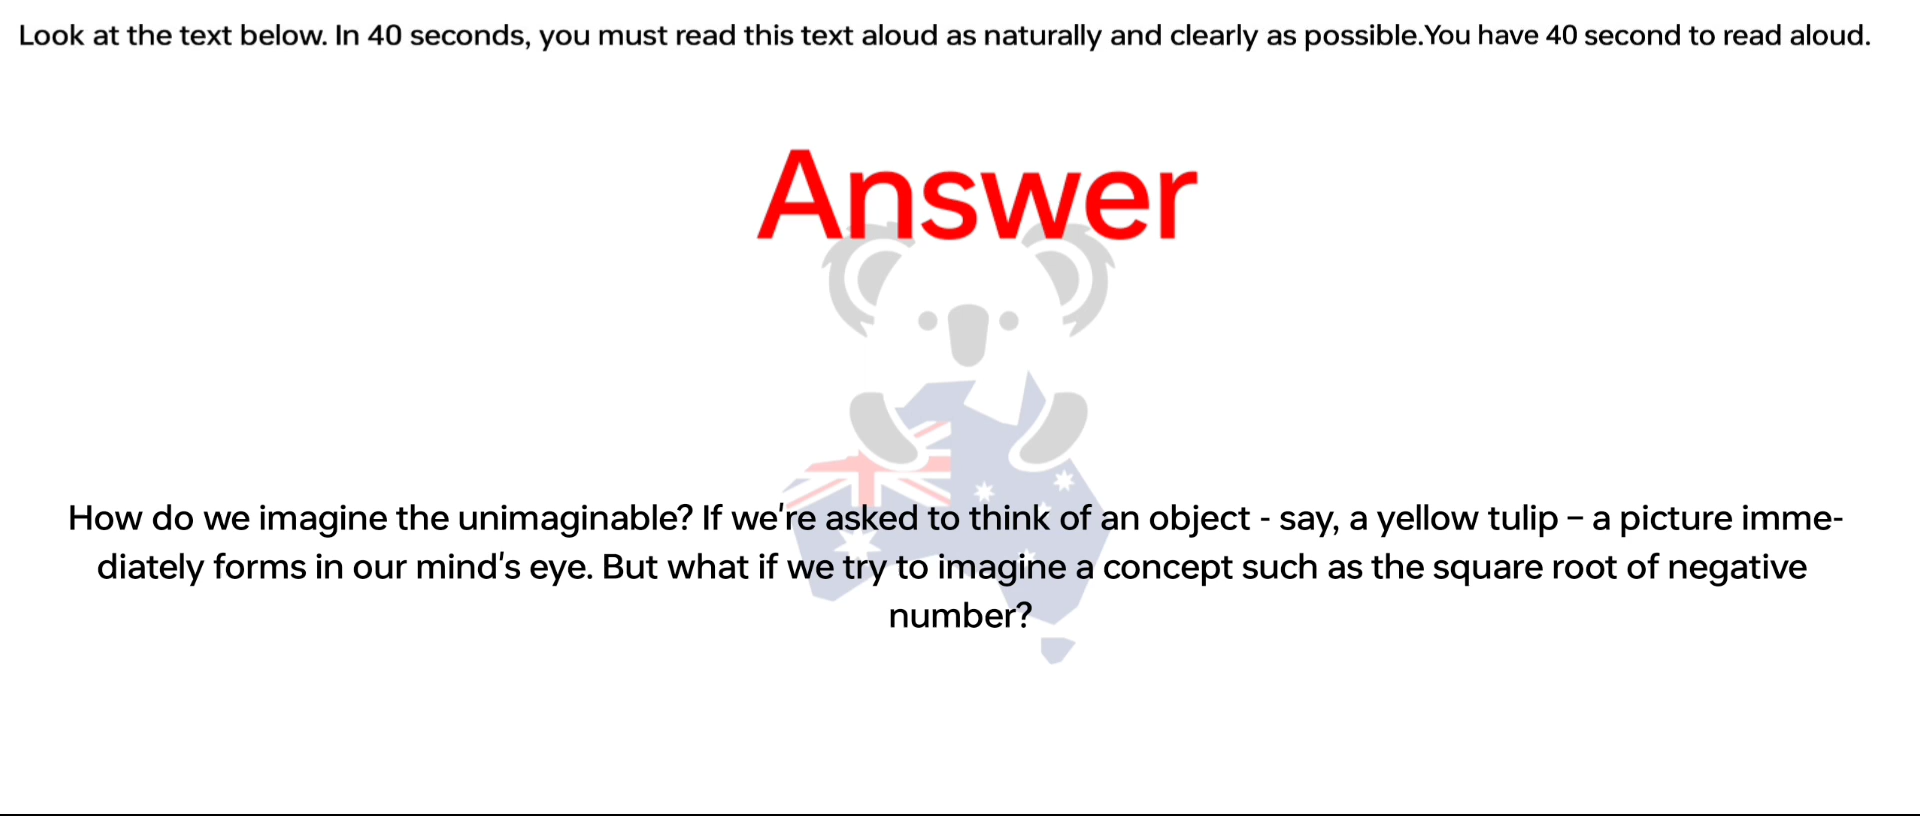 Look at the text below. In 40 seconds, you must read this text aloud as naturally and clearly as possible.You have 40 second to read aloud.
Answer
How do we imagine the unimaginable? If we're asked to think of an object - say, a yellow tulip – a picture imme-
diately forms in our mind's eye. But what if we try to imagine a concept such as the square root of negative
number?